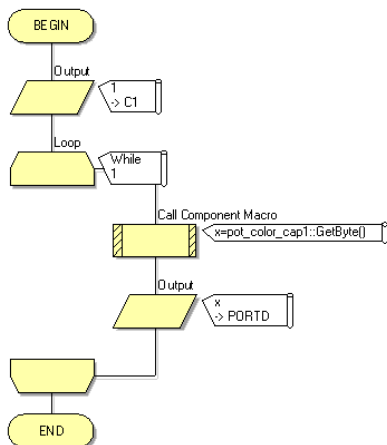 BEGIN
Output
1
-> C1
Loop
While
1
Call Component Macro
x=pot_color_cap1::GetByte()
Output
x
-> PORTD
END